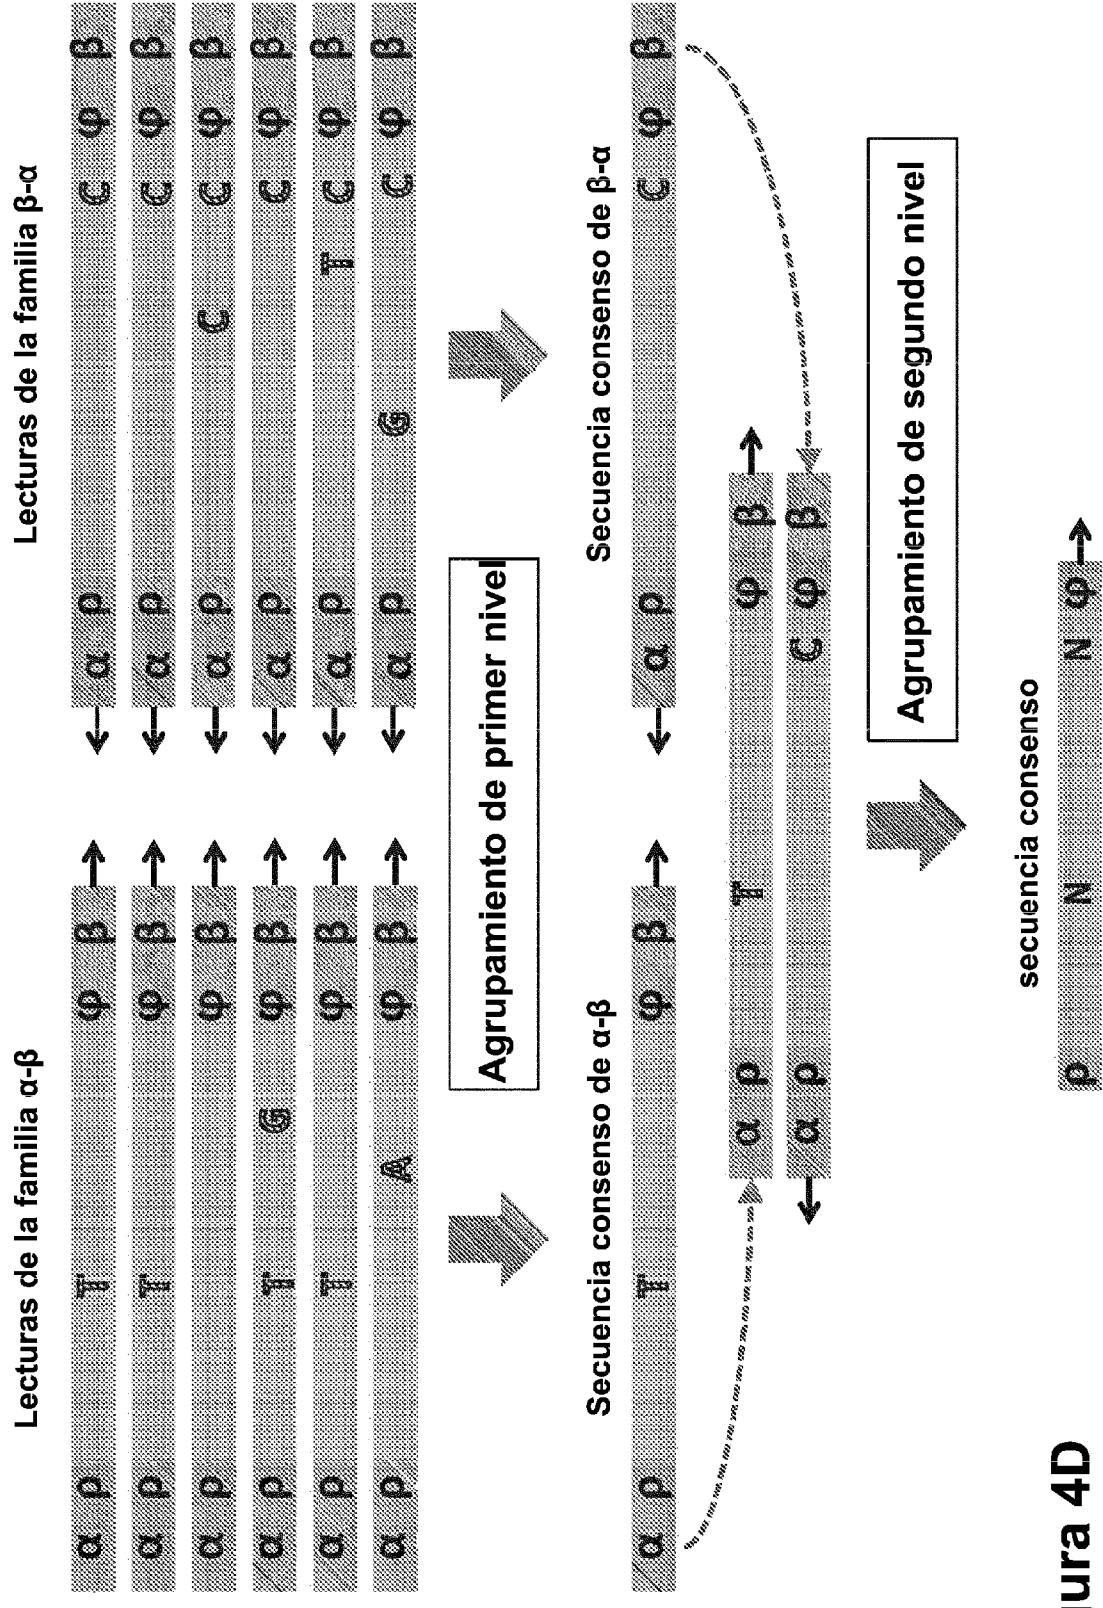 Lecturas de la familia α-β
α ρ T φ β
α ρ T φ β
α ρ φ β
α ρ T G φ β
α ρ T φ β
α ρ A φ β
Lecturas de la familia β-α
α ρ C φ β
α ρ C φ β
α ρ C C φ β
α ρ C φ β
α ρ T C φ β
α ρ G C φ β
Agrupamiento de primer nivel
Secuencia consenso de α-β
α ρ T φ β
Secuencia consenso de β-α
α ρ C φ β
α ρ T φ β
α ρ C φ β
Agrupamiento de segundo nivel
secuencia consenso
ρ N N φ
ura 4D